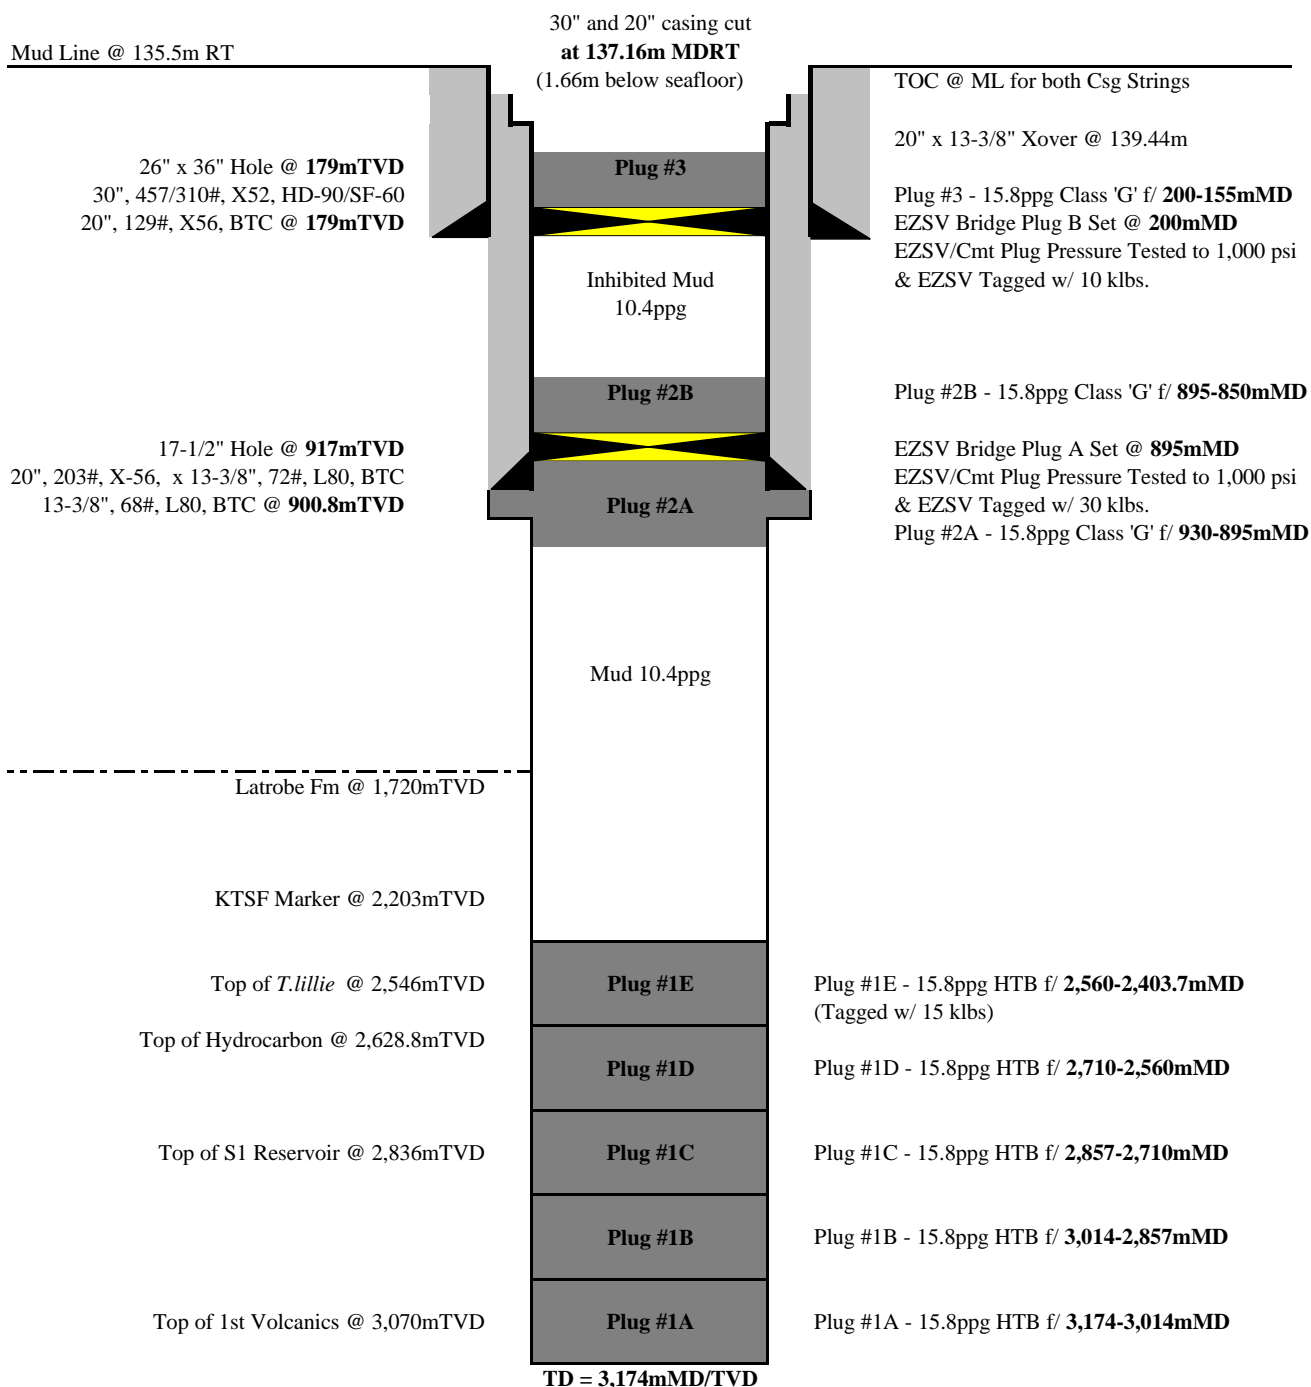 30" and 20" casing cut
at 137.16m MDRT
(1.66m below seafloor)
Mud Line @ 135.5m RT
TOC @ ML for both Csg Strings
20" x 13-3/8" Xover @ 139.44m
26" x 36" Hole @ 179mTVD
30", 457/310#, X52, HD-90/SF-60
20", 129#, X56, BTC @ 179mTVD
Plug #3
Plug #3 - 15.8ppg Class 'G' f/ 200-155mMD
EZSV Bridge Plug B Set @ 200mMD
EZSV/Cmt Plug Pressure Tested to 1,000 psi
& EZSV Tagged w/ 10 klbs.
Inhibited Mud
10.4ppg
Plug #2B
Plug #2B - 15.8ppg Class 'G' f/ 895-850mMD
17-1/2" Hole @ 917mTVD
20", 203#, X-56,  x 13-3/8", 72#, L80, BTC
13-3/8", 68#, L80, BTC @ 900.8mTVD
Plug #2A
EZSV Bridge Plug A Set @ 895mMD
EZSV/Cmt Plug Pressure Tested to 1,000 psi
& EZSV Tagged w/ 30 klbs.
Plug #2A - 15.8ppg Class 'G' f/ 930-895mMD
Mud 10.4ppg
Latrobe Fm @ 1,720mTVD
KTSF Marker @ 2,203mTVD
Top of T.lillie  @ 2,546mTVD
Plug #1E
Plug #1E - 15.8ppg HTB f/ 2,560-2,403.7mMD
(Tagged w/ 15 klbs)
Top of Hydrocarbon @ 2,628.8mTVD
Plug #1D
Plug #1D - 15.8ppg HTB f/ 2,710-2,560mMD
Top of S1 Reservoir @ 2,836mTVD
Plug #1C
Plug #1C - 15.8ppg HTB f/ 2,857-2,710mMD
Plug #1B
Plug #1B - 15.8ppg HTB f/ 3,014-2,857mMD
Top of 1st Volcanics @ 3,070mTVD
Plug #1A
Plug #1A - 15.8ppg HTB f/ 3,174-3,014mMD
TD = 3,174mMD/TVD